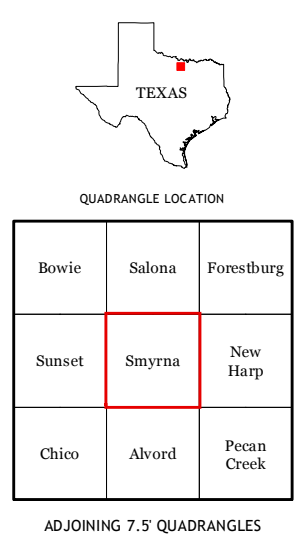 TEXAS
QUADRANGLE LOCATION
Bowie Salona Forestburg
Sunset Smyrna New
Harp
Chico Alvord Pecan
Creek
ADJOINING 7.5' QUADRANGLES